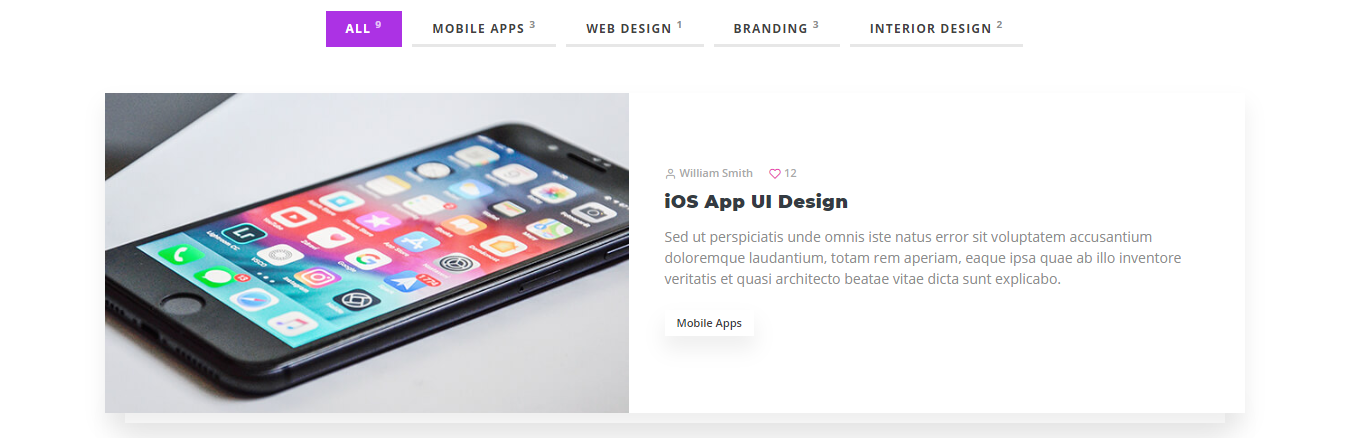 ALL 9
MOBILE APPS 3
WEB DESIGN 1
BRANDING 3
INTERIOR DESIGN 2
William Smith 12
iOS App UI Design
Sed ut perspiciatis unde omnis iste natus error sit voluptatem accusantium
doloremque laudantium, totam rem aperiam, eaque ipsa quae ab illo inventore
veritatis et quasi architecto beatae vitae dicta sunt explicabo.
Mobile Apps
Lr
Google